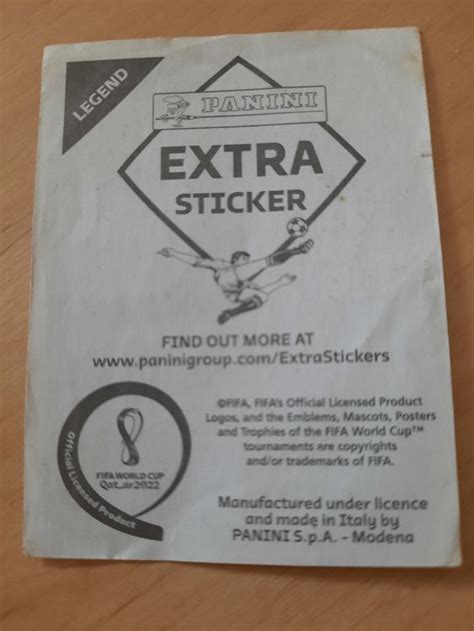 LEGEND
PANINI
EXTRA
STICKER
FIND OUT MORE AT
www.paninigroup.com/ExtraStickers
©FIFA, FIFA's Official Licensed Product
Logos, and the Emblems, Mascots, Posters
and Trophies of the FIFA World Cup™
tournaments are copyrights
and/or trademarks of FIFA.
FIFA WORLD CUP
Qat_ar2022
Official Licensed Product
Manufactured under licence
and made in Italy by
PANINI S.p.A. - Modena